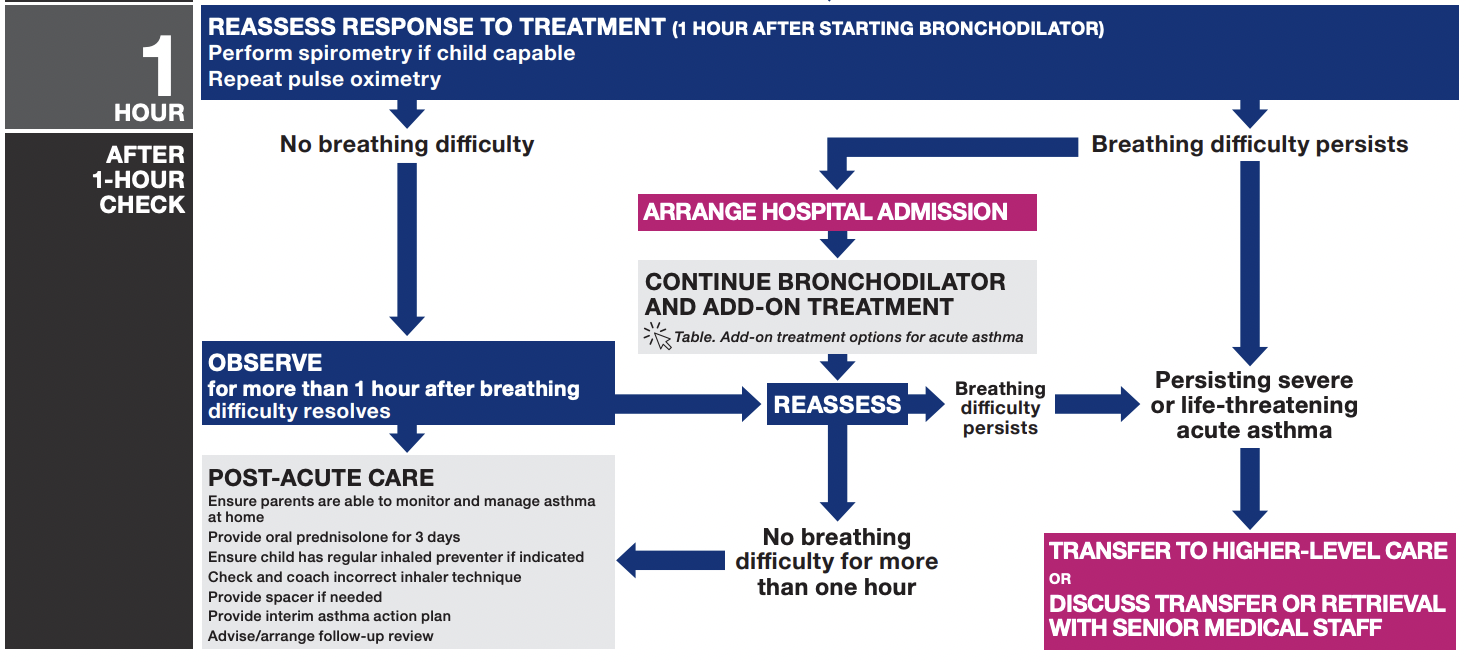 1
HOUR
REASSESS RESPONSE TO TREATMENT (1 HOUR AFTER STARTING BRONCHODILATOR)
Perform spirometry if child capable
Repeat pulse oximetry
AFTER
1-HOUR
CHECK
No breathing difficulty
Breathing difficulty persists
ARRANGE HOSPITAL ADMISSION
CONTINUE BRONCHODILATOR
AND ADD-ON TREATMENT
Table. Add-on treatment options for acute asthma
OBSERVE
for more than 1 hour after breathing
difficulty resolves
REASSESS
Breathing
difficulty
persists
Persisting severe
or life-threatening
acute asthma
POST-ACUTE CARE
Ensure parents are able to monitor and manage asthma
at home
Provide oral prednisolone for 3 days
Ensure child has regular inhaled preventer if indicated
Check and coach incorrect inhaler technique
Provide spacer if needed
Provide interim asthma action plan
Advise/arrange follow-up review
No breathing
difficulty for more
than one hour
TRANSFER TO HIGHER-LEVEL CARE
OR
DISCUSS TRANSFER OR RETRIEVAL
WITH SENIOR MEDICAL STAFF